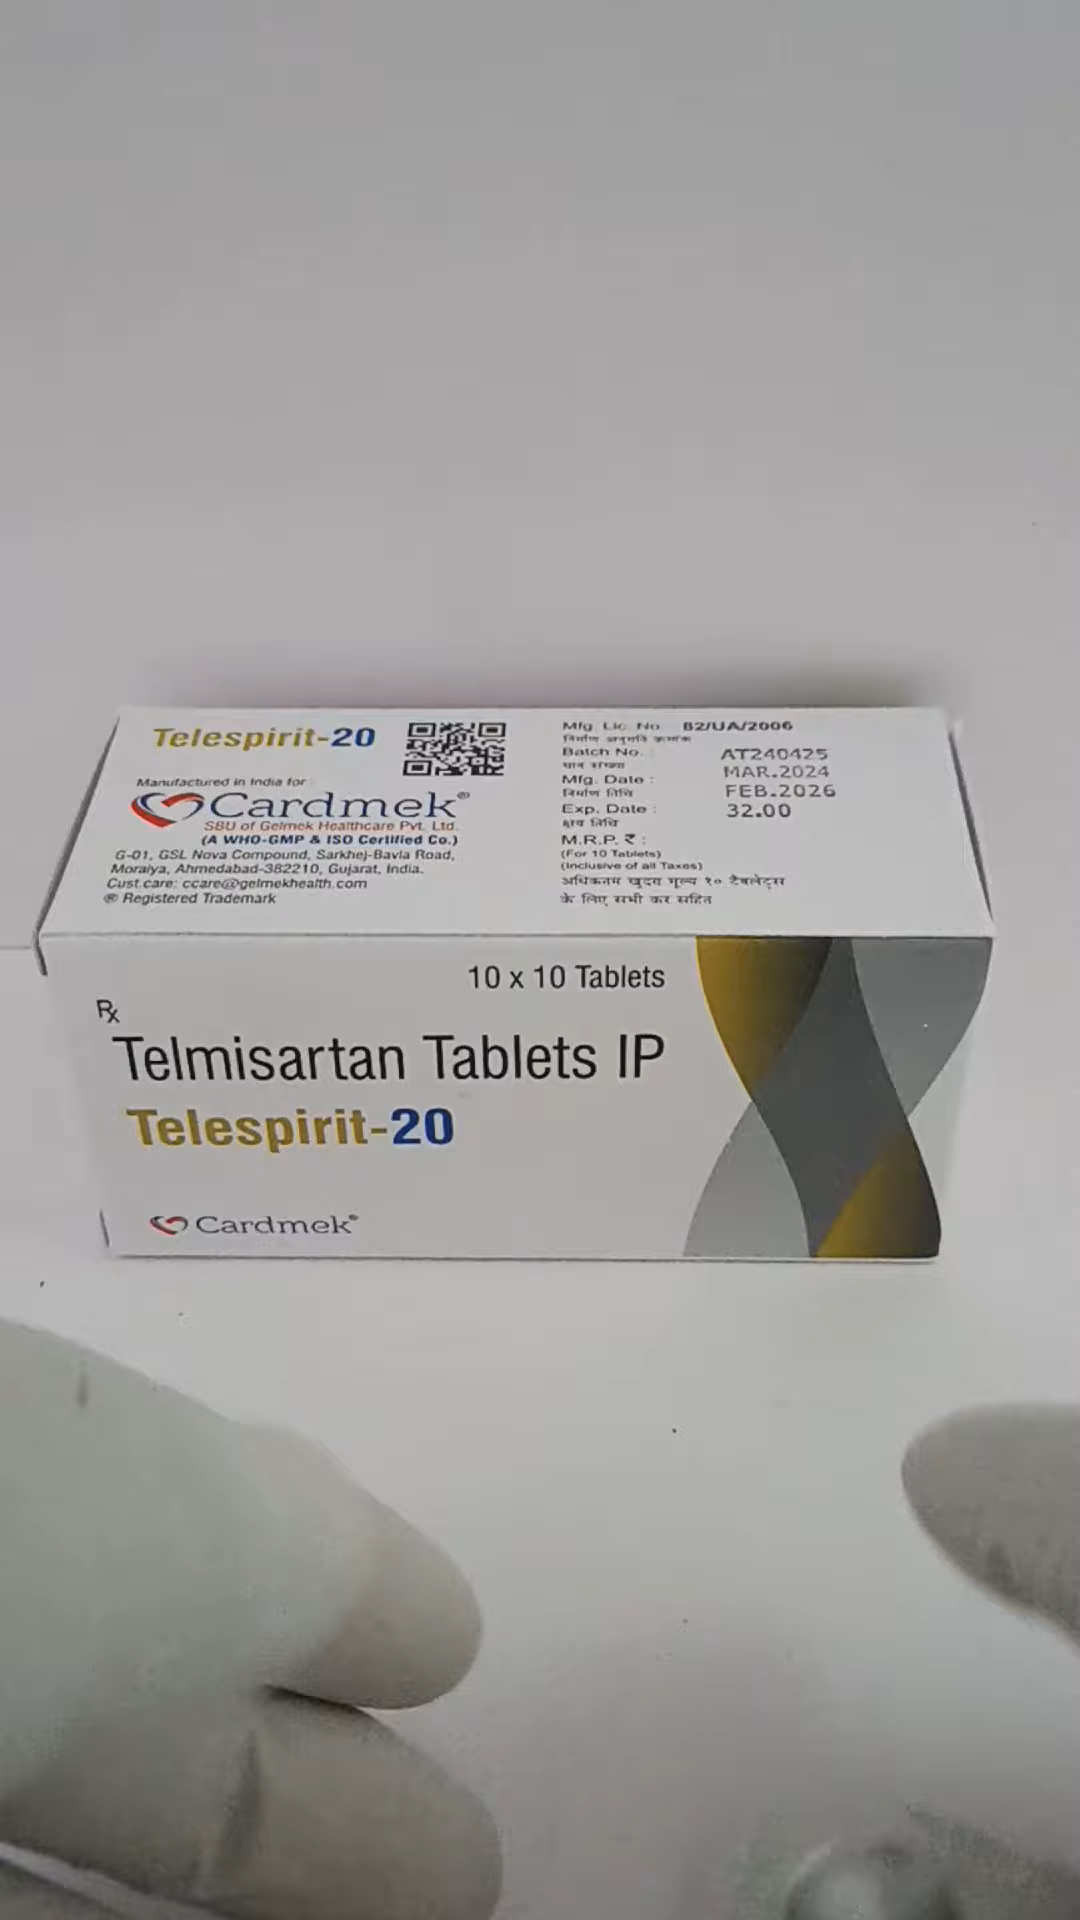 Telespirit-20
Manufactured in India for :
Cardmek®
SBU of Gelmek Healthcare Pvt. Ltd.
(A WHO-GMP & ISO Certified Co.)
G-01, GSL Nova Compound, Sarkhej-Bavla Road,
Moraiya, Ahmedabad-382210, Gujarat, India.
Cust.care: ccare@gelmekhealth.com
® Registered Trademark
Mfg. Lic. No. 82/UA/2006
निर्माण अनुमति क्रमांक
Batch No. : AT240425
घान संख्या
Mfg. Date : MAR.2024
निर्माण तिथि
Exp. Date : FEB.2026
क्षय तिथि
M.R.P. ₹ : 32.00
(For 10 Tablets)
(Inclusive of all Taxes)
अधिकतम खुदरा मूल्य १० टैबलेट्स
के लिए सभी कर सहित
10 x 10 Tablets
Rx
Telmisartan Tablets IP
Telespirit-20
Cardmek®